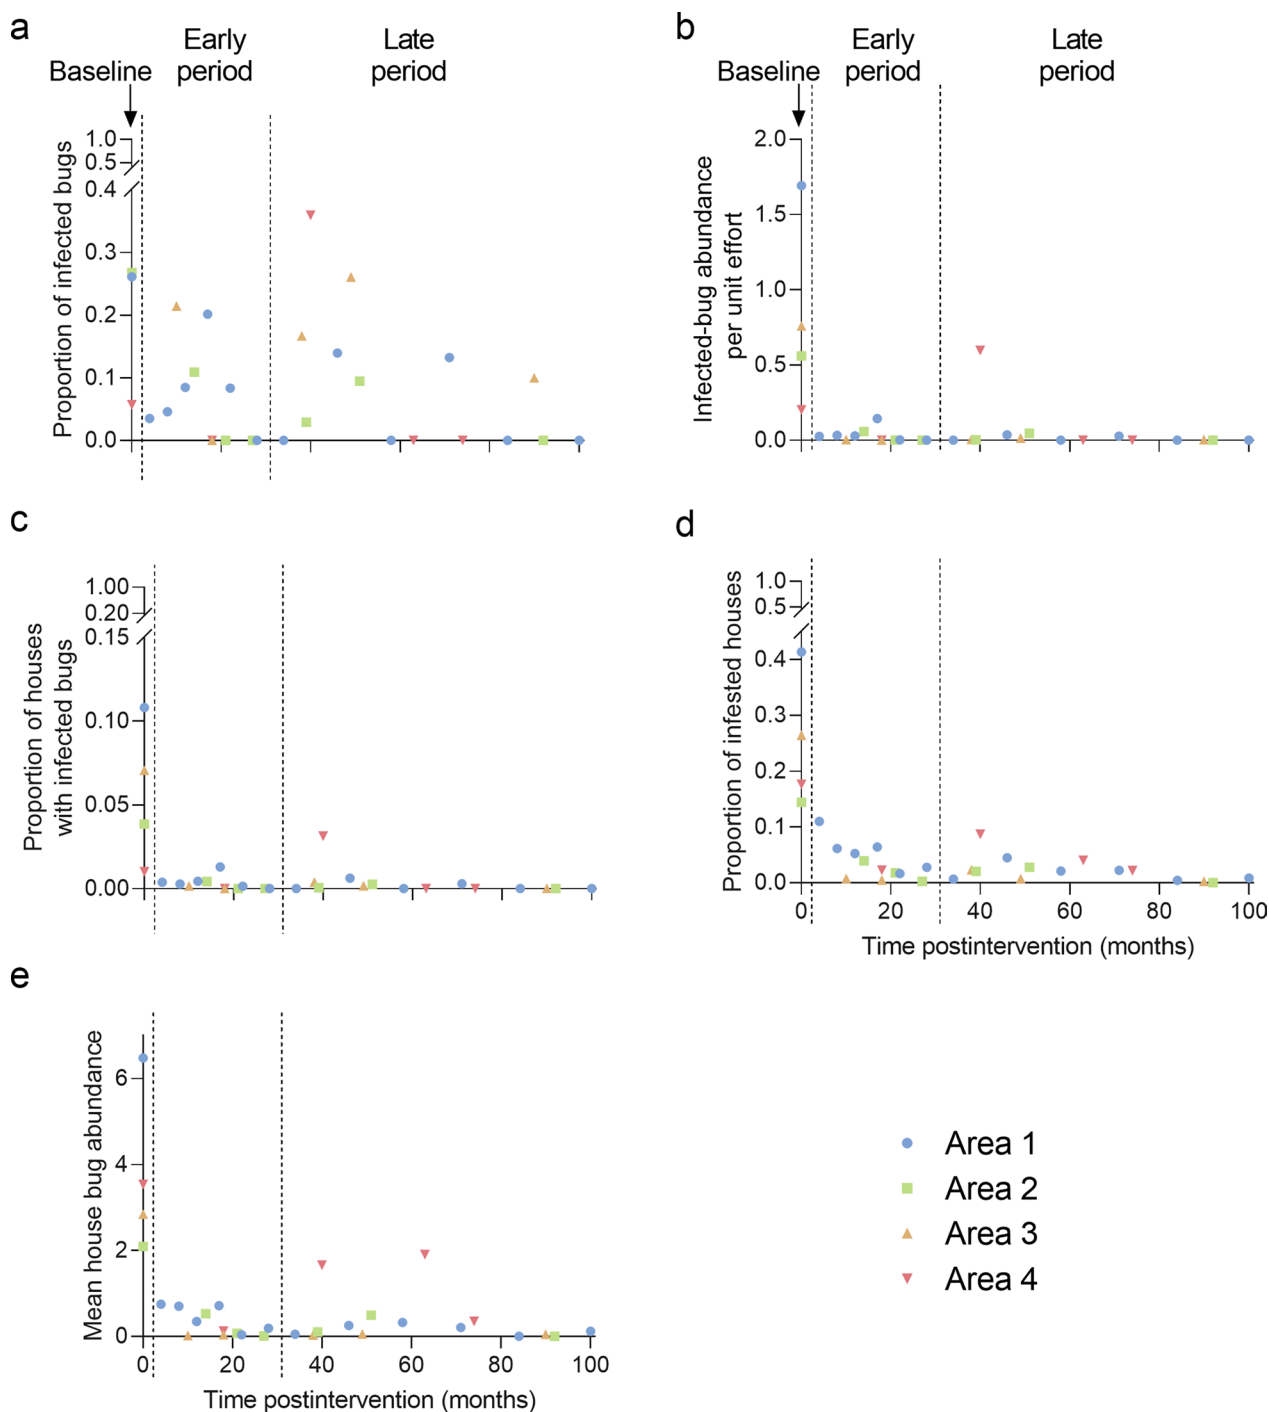 a
Early
period
Late
period
Baseline
1.0
0.5
0.4
0.3
0.2
0.1
0.0
Proportion of infected bugs
b
Early
period
Late
period
Baseline
2.0
1.5
1.0
0.5
0.0
Infected-bug abundance
per unit effort
c
1.00
0.20
0.15
0.10
0.05
0.00
Proportion of houses
with infected bugs
d
1.0
0.5
0.4
0.3
0.2
0.1
0.0
Proportion of infested houses
0 20 40 60 80 100
Time postintervention (months)
e
6
4
2
0
Mean house bug abundance
0 20 40 60 80 100
Time postintervention (months)
Area 1
Area 2
Area 3
Area 4